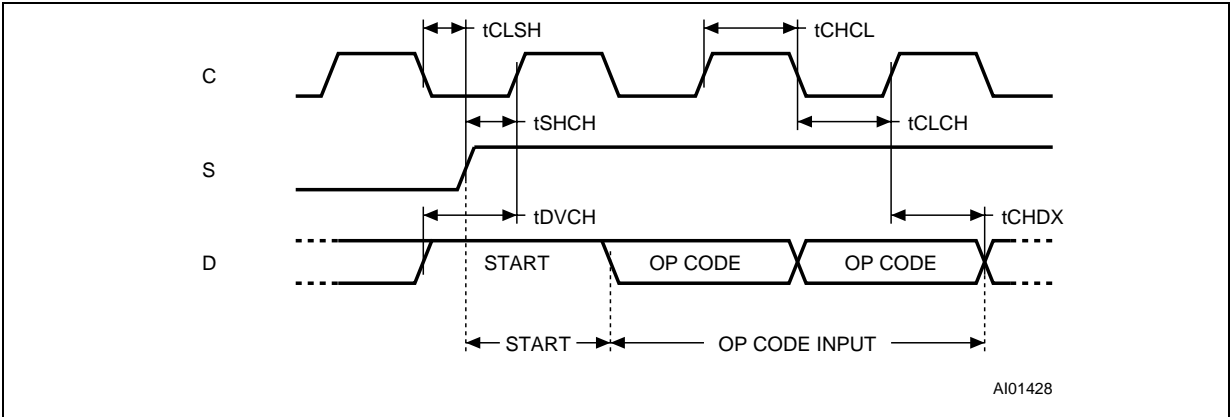 tCLSH
tCHCL
C
tSHCH
tCLCH
S
tDVCH
tCHDX
D
START
OP CODE
OP CODE
START
OP CODE INPUT
AI01428